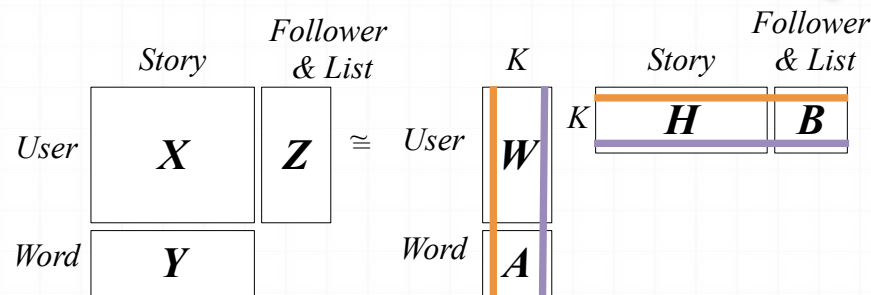 Follower
& List
Story
K
Follower
& List
Story
User
X
Z
≅
User
W
K
H
B
Word
Y
Word
A